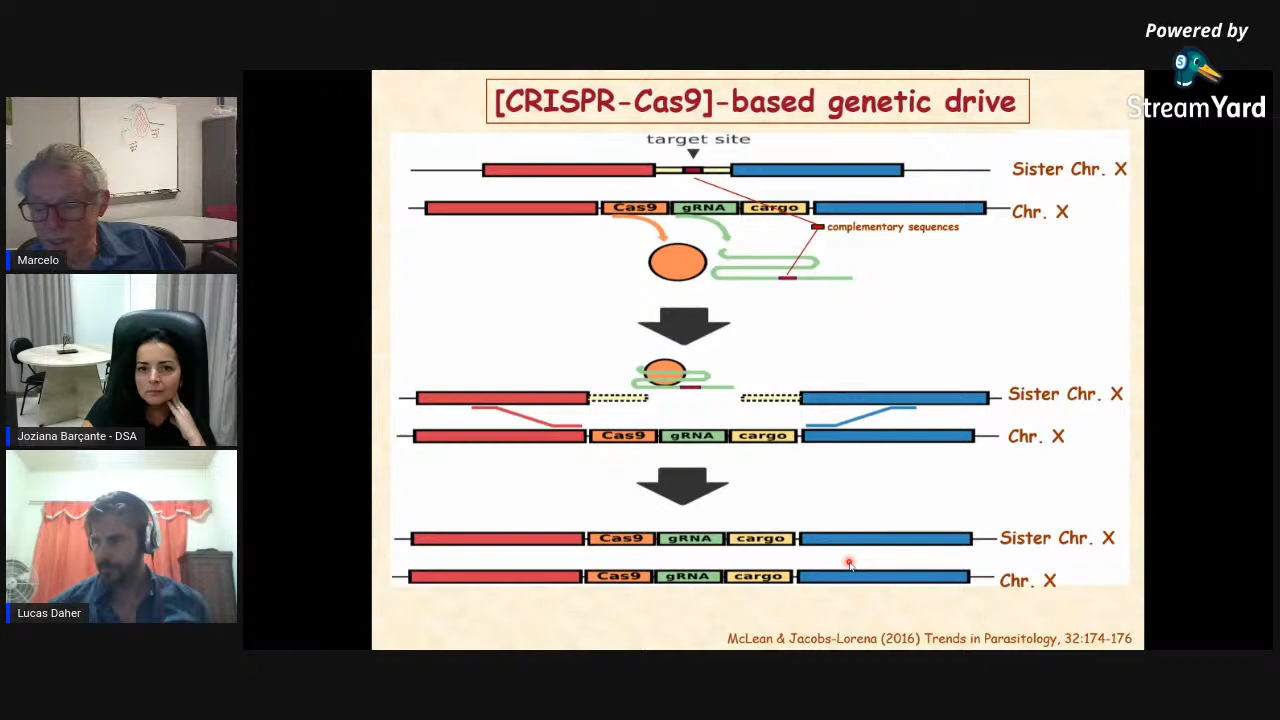 Powered by
StreamYard
[CRISPR-Cas9]-based genetic drive
target site
Sister Chr. X
Cas9 gRNA cargo
Chr. X
complementary sequences
Sister Chr. X
Cas9 gRNA cargo
Chr. X
Cas9 gRNA cargo
Sister Chr. X
Cas9 gRNA cargo
Chr. X
McLean & Jacobs-Lorena (2016) Trends in Parasitology, 32:174-176
Marcelo
Joziana Barçante - DSA
Lucas Daher